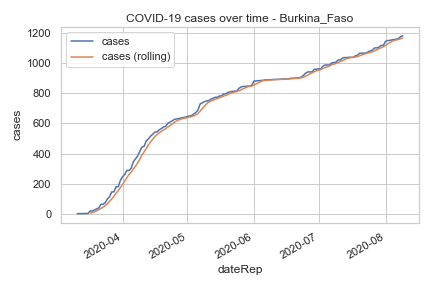 COVID-19 cases over time - Burkina_Faso
cases
cases (rolling)
1200
1000
800
600
400
200
0
cases
2020-04
2020-05
2020-06
2020-07
2020-08
dateRep